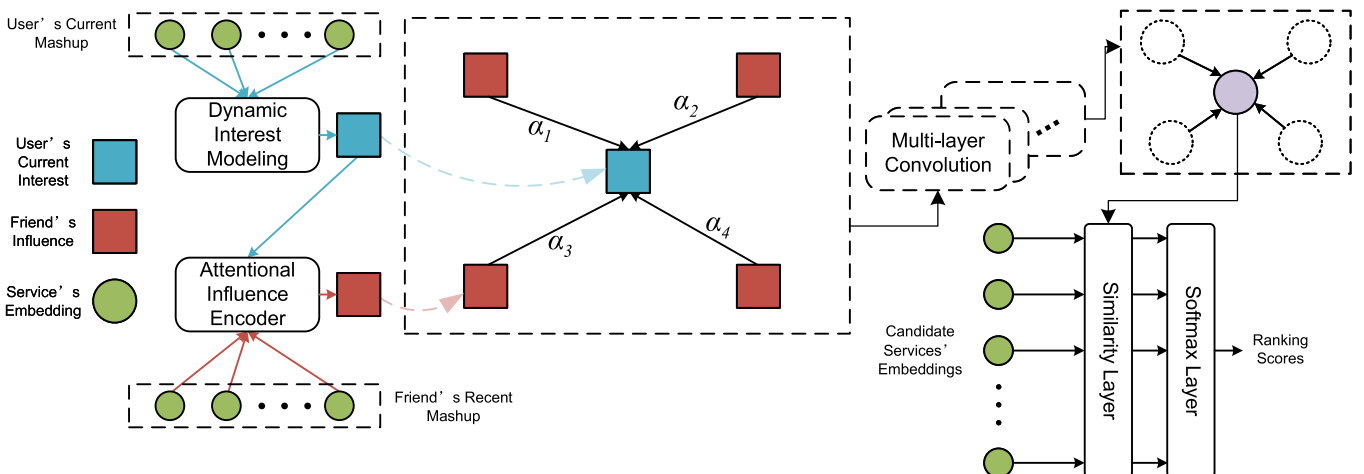 User’s Current
Mashup
Dynamic
Interest
Modeling
User’s
Current
Interest
Friend’s
Influence
Service’s
Embedding
Attentional
Influence
Encoder
Friend’s Recent
Mashup
α1
α2
α3
α4
Multi-layer
Convolution
Candidate
Services’
Embeddings
Similarity Layer
Softmax Layer
Ranking
Scores